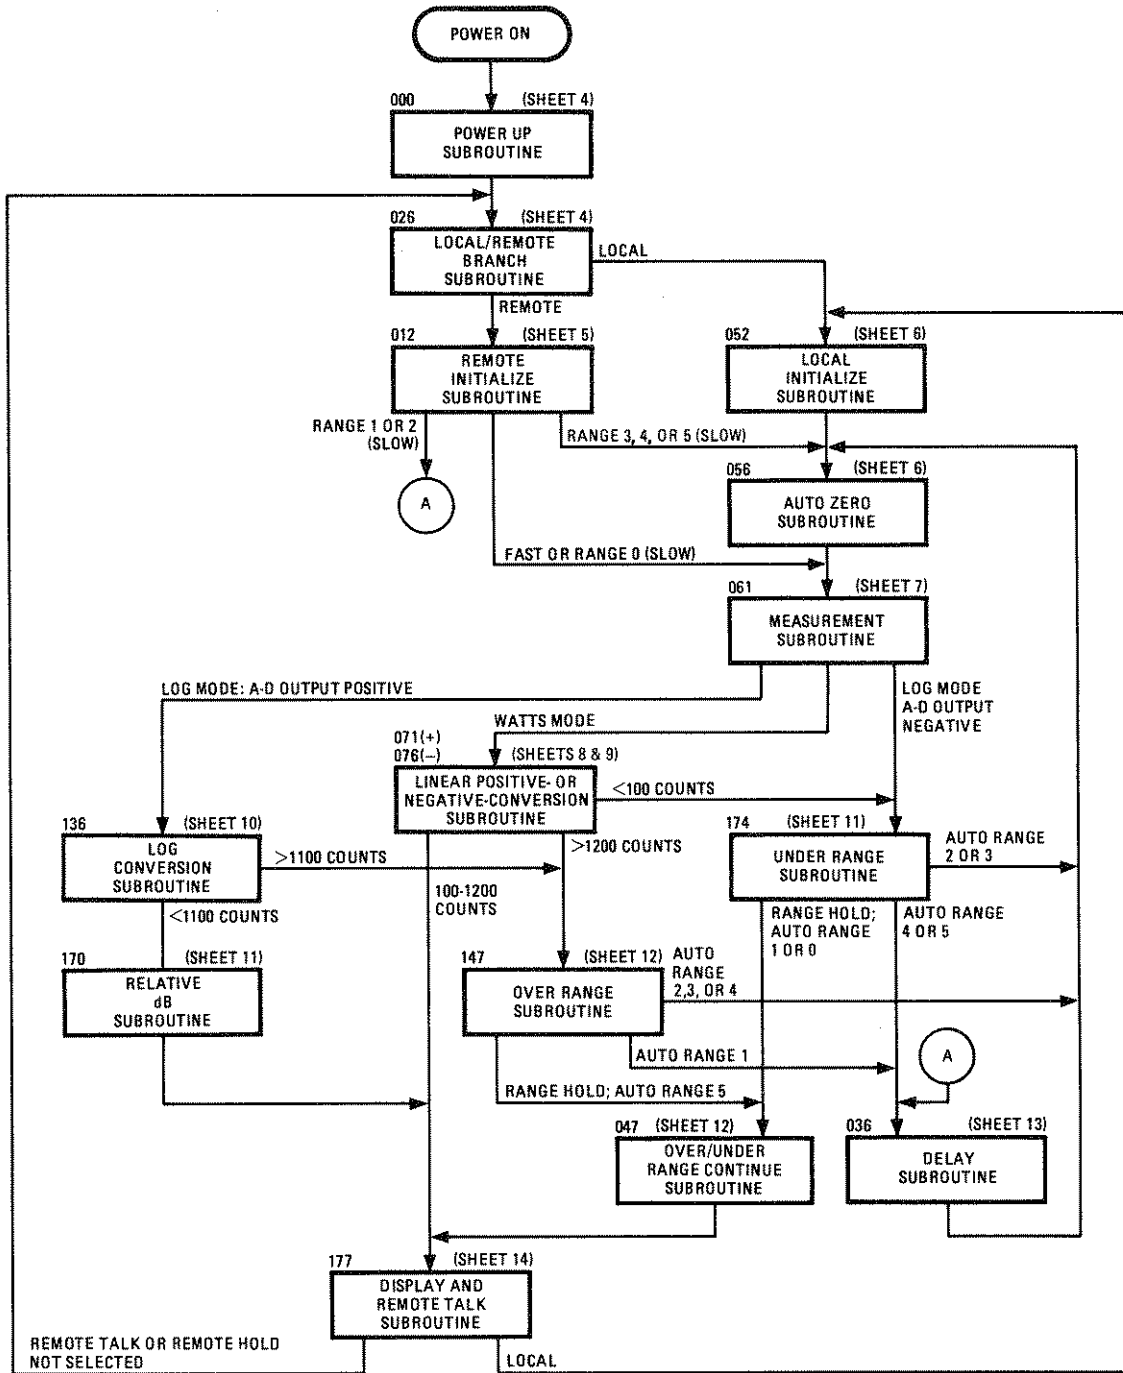 POWER ON
000 (SHEET 4)
POWER UP
SUBROUTINE
026 (SHEET 4)
LOCAL/REMOTE
BRANCH
SUBROUTINE
LOCAL
REMOTE
012 (SHEET 5)
REMOTE
INITIALIZE
SUBROUTINE
052 (SHEET 6)
LOCAL
INITIALIZE
SUBROUTINE
RANGE 1 OR 2
(SLOW)
RANGE 3, 4, OR 5 (SLOW)
A
056 (SHEET 6)
AUTO ZERO
SUBROUTINE
FAST OR RANGE 0 (SLOW)
061 (SHEET 7)
MEASUREMENT
SUBROUTINE
LOG MODE: A-D OUTPUT POSITIVE
WATTS MODE
LOG MODE
A-D OUTPUT
NEGATIVE
071(+)
076(−) (SHEETS 8 & 9)
LINEAR POSITIVE- OR
NEGATIVE-CONVERSION
SUBROUTINE
<100 COUNTS
136 (SHEET 10)
LOG
CONVERSION
SUBROUTINE
>1100 COUNTS
>1200 COUNTS
174 (SHEET 11)
UNDER RANGE
SUBROUTINE
AUTO RANGE
2 OR 3
<1100 COUNTS
100-1200
COUNTS
RANGE HOLD;
AUTO RANGE
1 OR 0
AUTO RANGE
4 OR 5
170 (SHEET 11)
RELATIVE
dB
SUBROUTINE
147 (SHEET 12)
OVER RANGE
SUBROUTINE
AUTO
RANGE
2,3, OR 4
AUTO RANGE 1
A
RANGE HOLD; AUTO RANGE 5
047 (SHEET 12)
OVER/UNDER
RANGE CONTINUE
SUBROUTINE
036 (SHEET 13)
DELAY
SUBROUTINE
177 (SHEET 14)
DISPLAY AND
REMOTE TALK
SUBROUTINE
REMOTE TALK OR REMOTE HOLD
NOT SELECTED
LOCAL